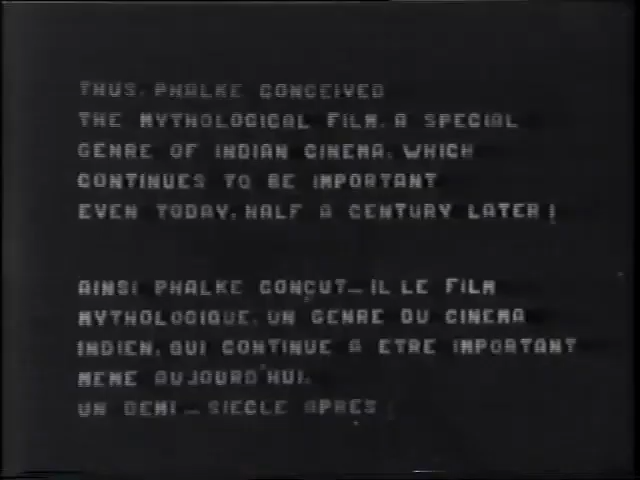 THUS, PHALKE CONCEIVED
THE MYTHOLOGICAL FILM, A SPECIAL
GENRE OF INDIAN CINEMA, WHICH
CONTINUES TO BE IMPORTANT
EVEN TODAY, HALF A CENTURY LATER!
AINSI PHALKE CONÇUT-IL LE FILM
MYTHOLOGIQUE, UN GENRE DU CINEMA
INDIEN, QUI CONTINUE A ETRE IMPORTANT
MEME AUJOURD'HUI,
UN DEMI-SIECLE APRES !